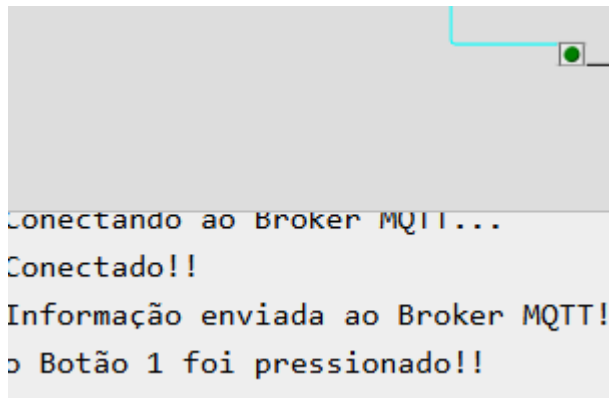 Conectando ao Broker MQTT...
Conectado!!
Informação enviada ao Broker MQTT!
o Botão 1 foi pressionado!!